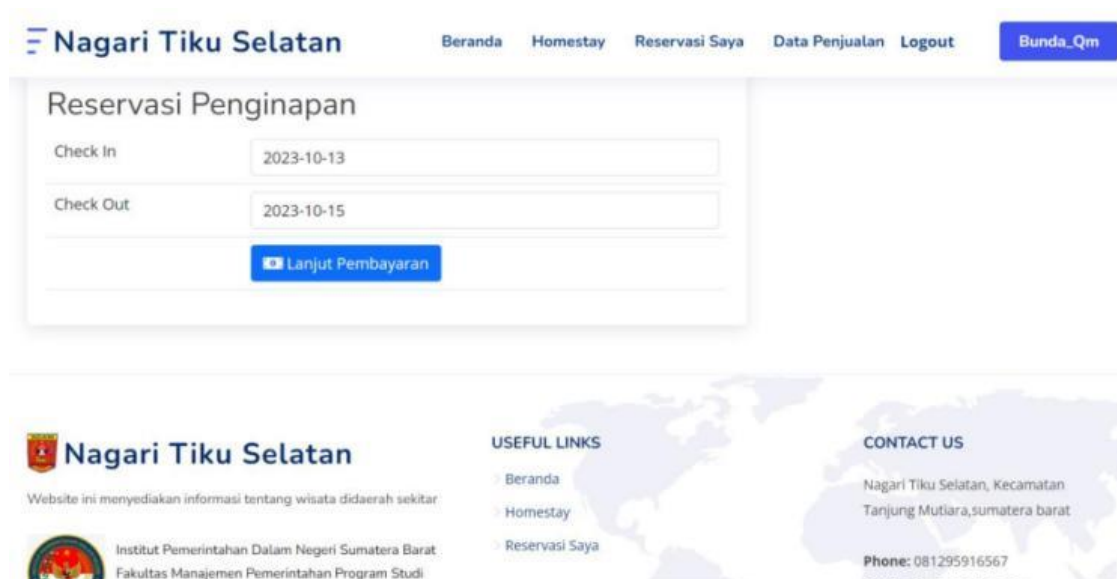 Nagari Tiku Selatan
Beranda Homestay Reservasi Saya Data Penjualan Logout Bunda_Qm
Reservasi Penginapan
Check In 2023-10-13
Check Out 2023-10-15
Lanjut Pembayaran
Nagari Tiku Selatan
Website ini menyediakan informasi tentang wisata didaerah sekitar
Institut Pemerintahan Dalam Negeri Sumatera Barat
Fakultas Manajemen Pemerintahan Program Studi
USEFUL LINKS
Beranda
Homestay
Reservasi Saya
CONTACT US
Nagari Tiku Selatan, Kecamatan
Tanjung Mutiara,sumatera barat
Phone: 081295916567